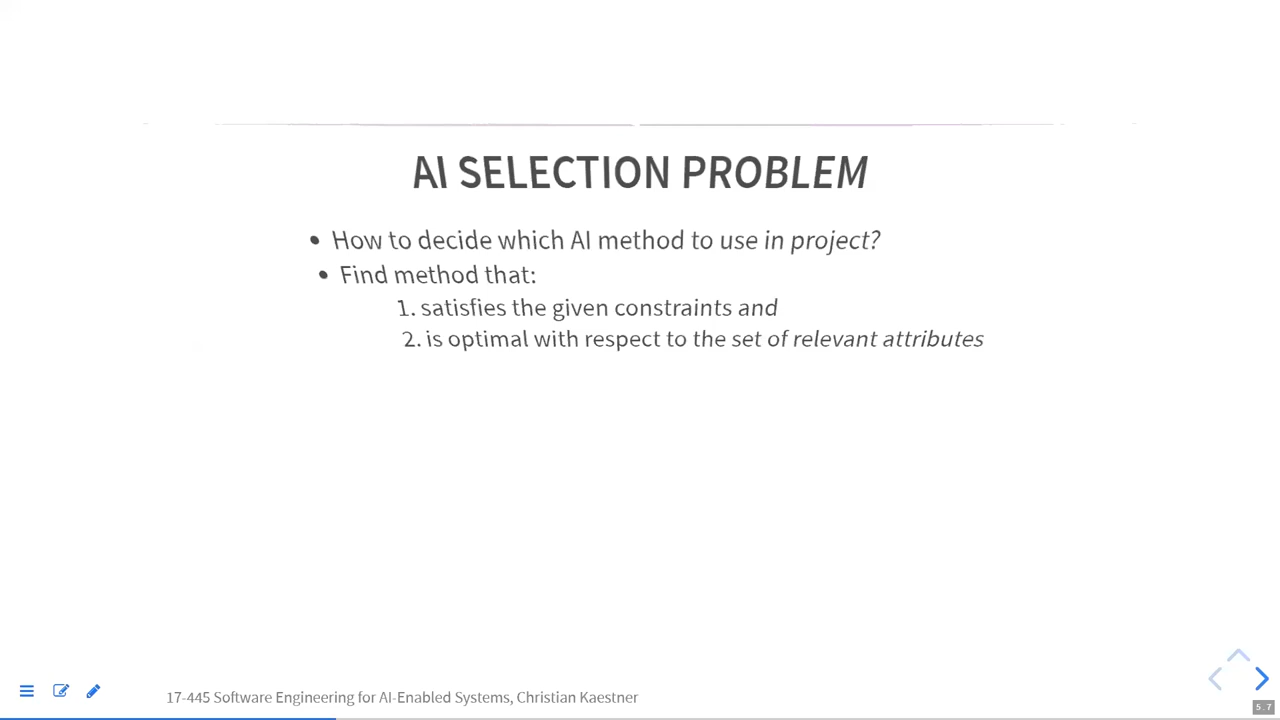 AI SELECTION PROBLEM
• How to decide which AI method to use in project?
• Find method that:
1. satisfies the given constraints and
2. is optimal with respect to the set of relevant attributes
17-445 Software Engineering for AI-Enabled Systems, Christian Kaestner
5.7